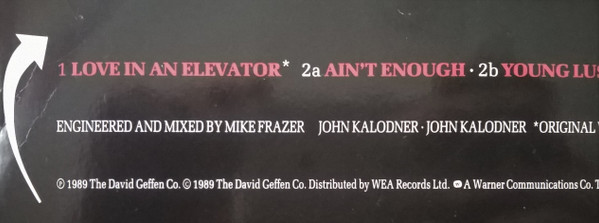 1 LOVE IN AN ELEVATOR* 2a AIN'T ENOUGH · 2b YOUNG LUS
ENGINEERED AND MIXED BY MIKE FRAZER JOHN KALODNER · JOHN KALODNER *ORIGINAL
℗ 1989 The David Geffen Co. © 1989 The David Geffen Co. Distributed by WEA Records Ltd. A Warner Communications Co.